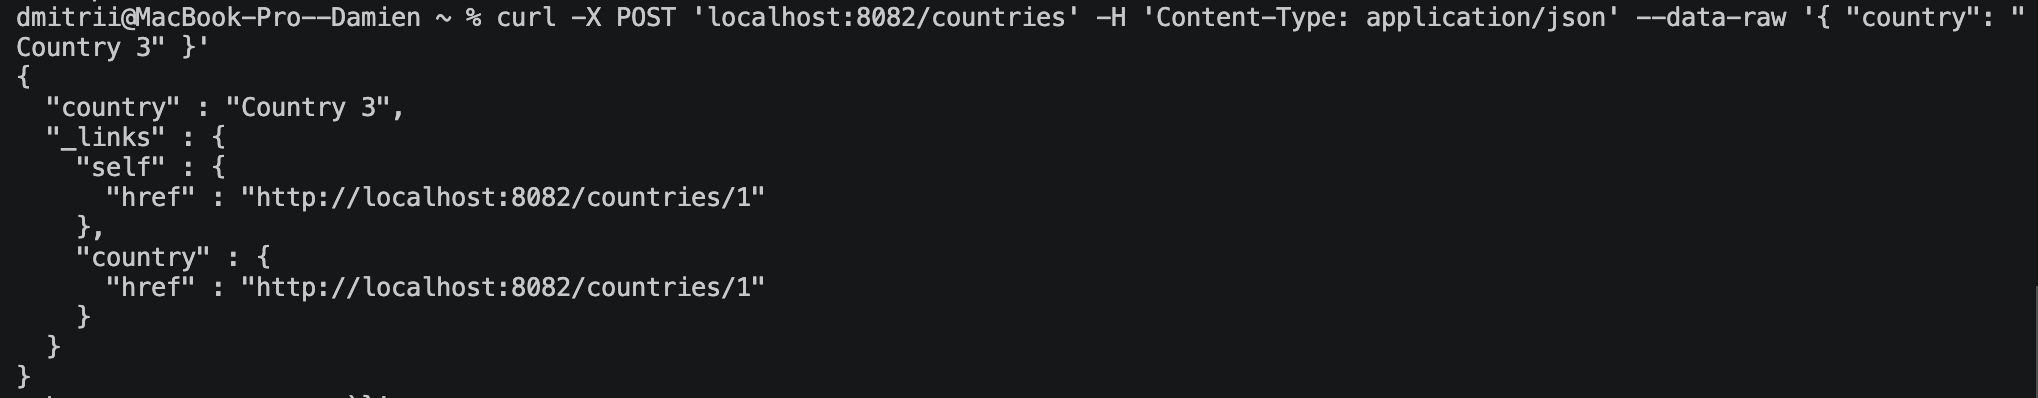 dmitrii@MacBook-Pro--Damien ~ % curl -X POST 'localhost:8082/countries' -H 'Content-Type: application/json' --data-raw '{ "country": "
Country 3" }'
{
  "country" : "Country 3",
  "_links" : {
    "self" : {
      "href" : "http://localhost:8082/countries/1"
    },
    "country" : {
      "href" : "http://localhost:8082/countries/1"
    }
  }
}